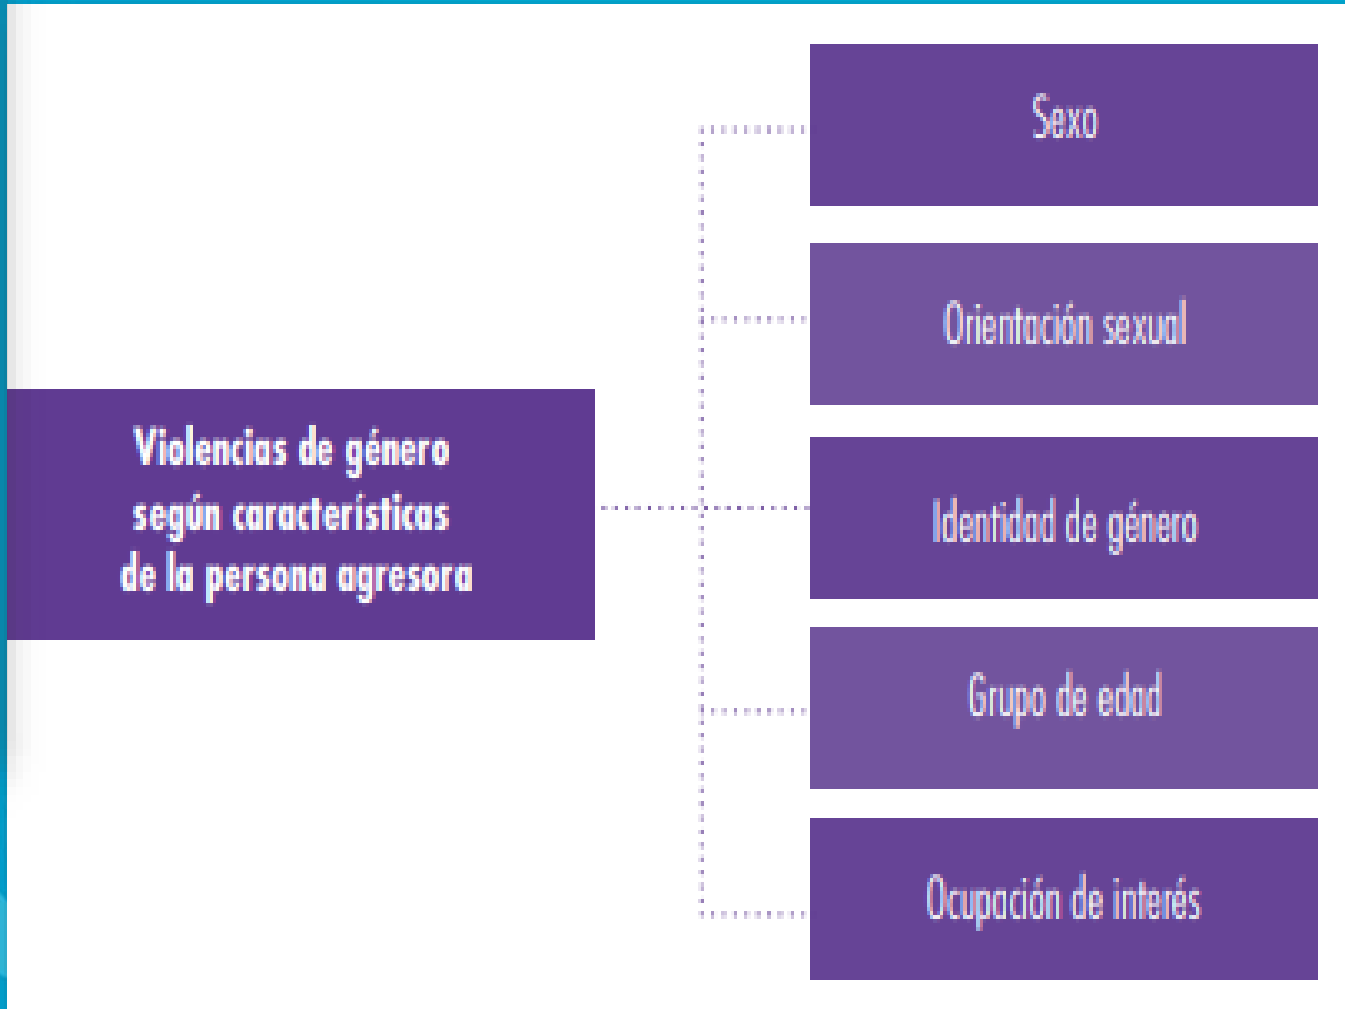 Sexo
Orientación sexual
Violencias de género
según características
de la persona agresora
Identidad de género
Grupo de edad
Ocupación de interés